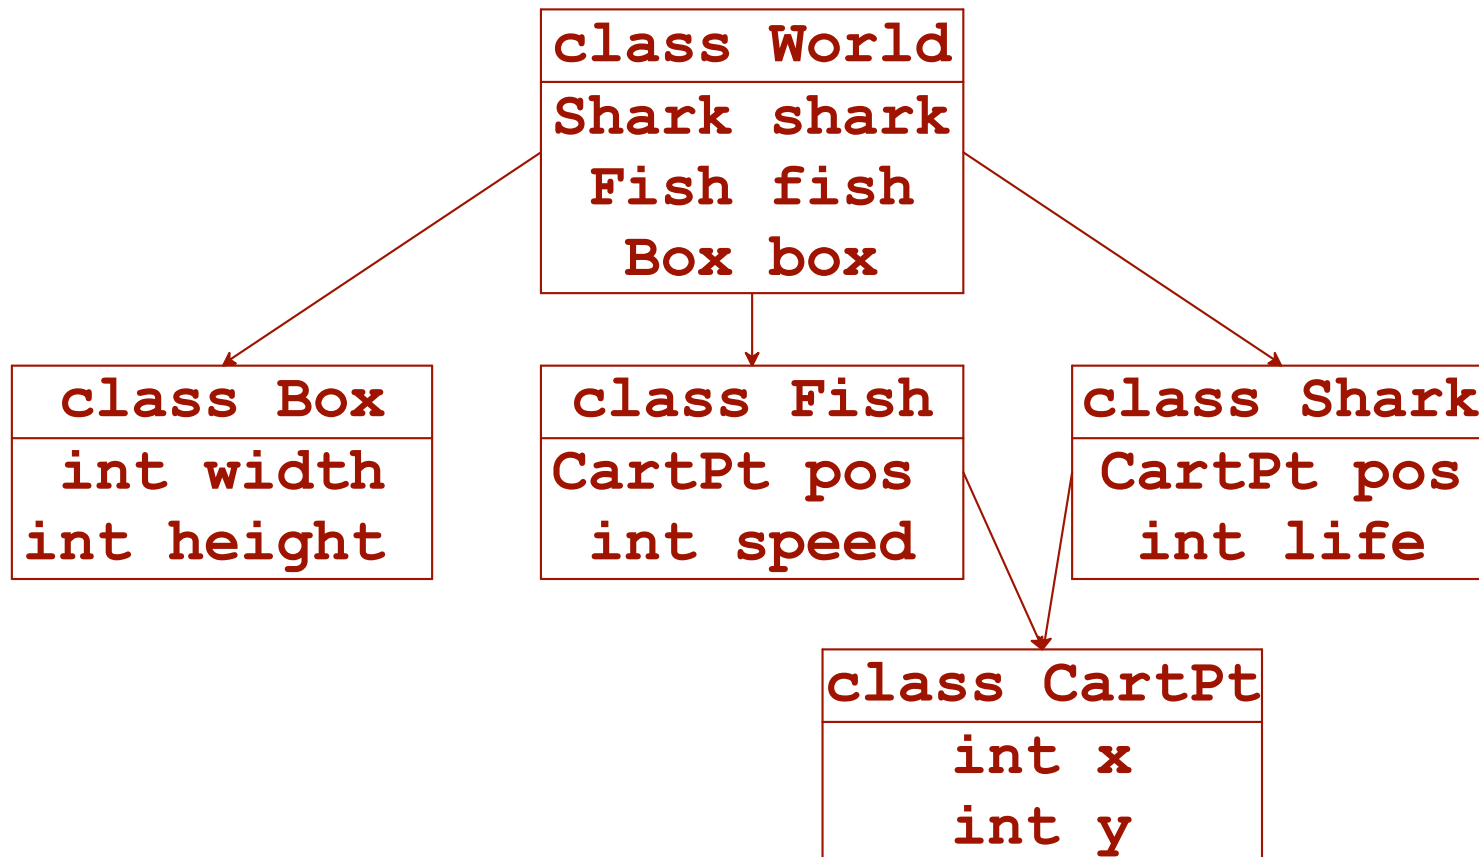 class World
Shark shark
Fish fish
Box box
class Box
int width
int height
class Fish
CartPt pos
int speed
class Shark
CartPt pos
int life
class CartPt
int x
int y